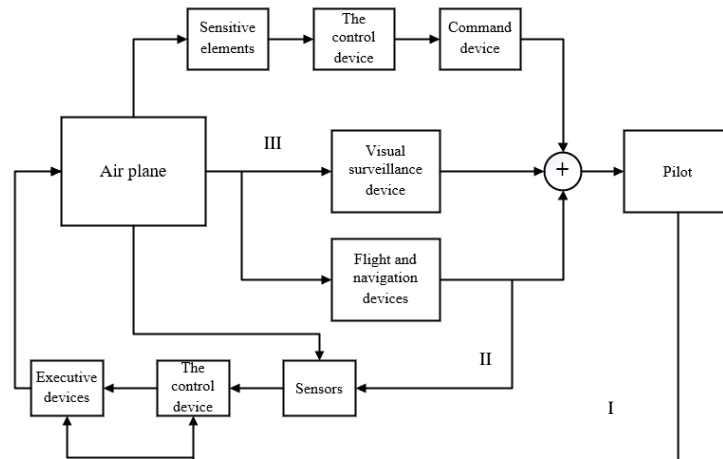 Sensitive
elements
The
control
device
Command
device
Air plane
III
Visual
surveillance
device
+
Pilot
Flight and
navigation
devices
II
Executive
devices
The
control
device
Sensors
I